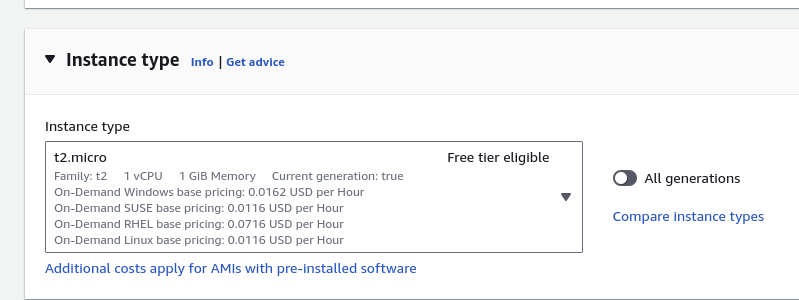 Instance type Info | Get advice
Instance type
t2.micro Free tier eligible
Family: t2 1 vCPU 1 GiB Memory Current generation: true
On-Demand Windows base pricing: 0.0162 USD per Hour
On-Demand SUSE base pricing: 0.0116 USD per Hour
On-Demand RHEL base pricing: 0.0716 USD per Hour
On-Demand Linux base pricing: 0.0116 USD per Hour
All generations
Compare instance types
Additional costs apply for AMIs with pre-installed software